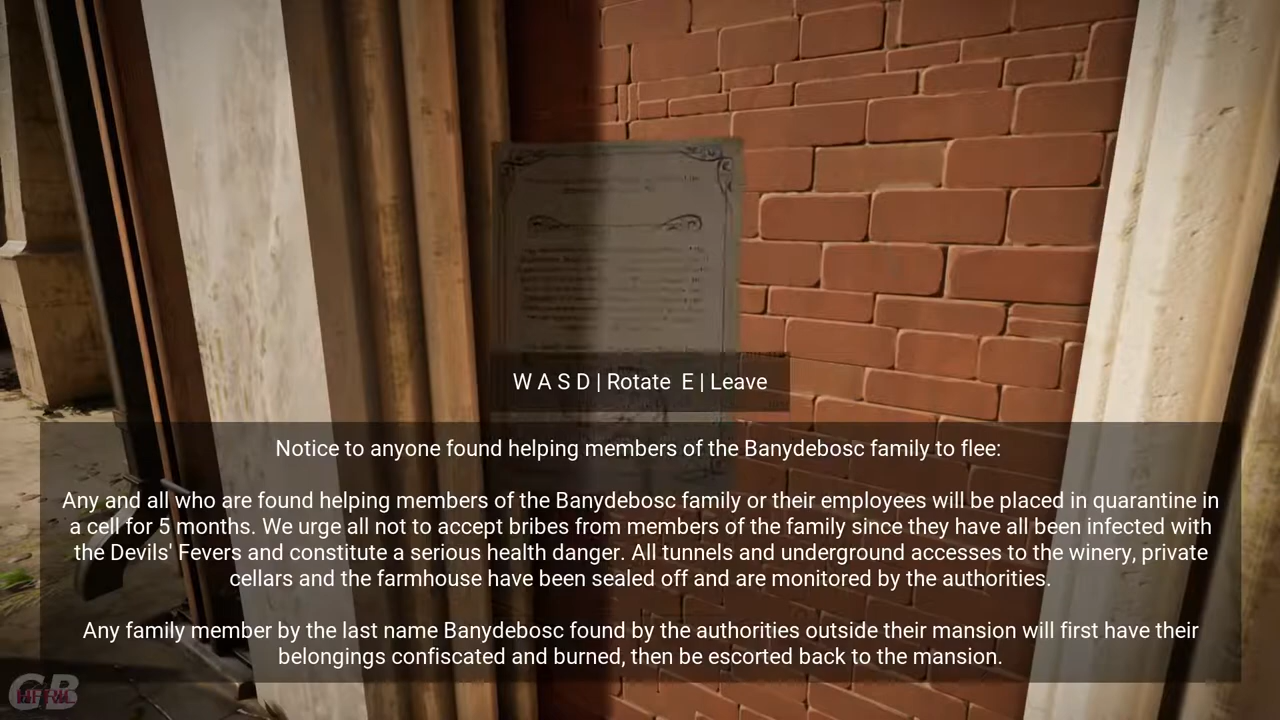 W A S D | Rotate E | Leave
Notice to anyone found helping members of the Banydebosc family to flee:
Any and all who are found helping members of the Banydebosc family or their employees will be placed in quarantine in
a cell for 5 months. We urge all not to accept bribes from members of the family since they have all been infected with
the Devils' Fevers and constitute a serious health danger. All tunnels and underground accesses to the winery, private
cellars and the farmhouse have been sealed off and are monitored by the authorities.
Any family member by the last name Banydebosc found by the authorities outside their mansion will first have their
belongings confiscated and burned, then be escorted back to the mansion.
GB